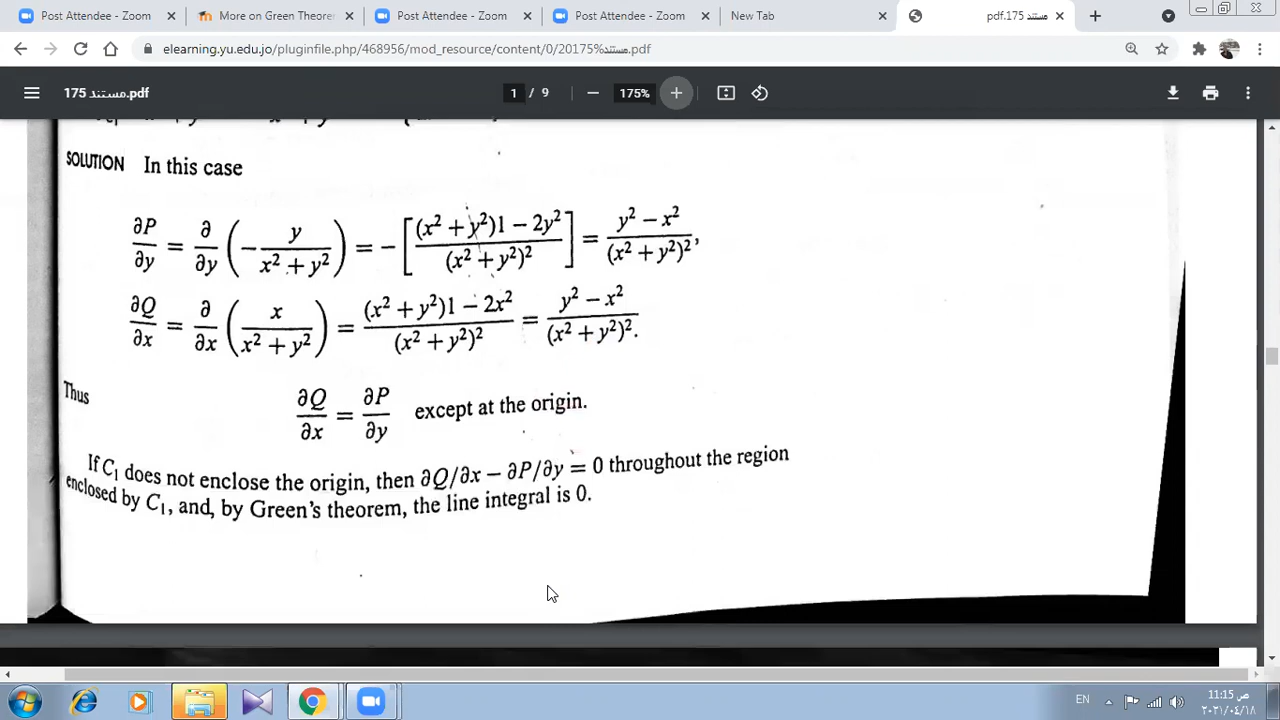 Post Attendee - Zoom
More on Green Theorer
Post Attendee - Zoom
Post Attendee - Zoom
New Tab
مستند 175.pdf
elearning.yu.edu.jo/pluginfile.php/468956/mod_resource/content/0/20175%مستند.pdf
مستند 175.pdf
1 / 9
175%
SOLUTION In this case
∂P/∂y = ∂/∂y (− y/(x² + y²)) = −[((x² + y²)1 − 2y²)/(x² + y²)²] = (y² − x²)/(x² + y²)²,
∂Q/∂x = ∂/∂x (x/(x² + y²)) = ((x² + y²)1 − 2x²)/(x² + y²)² = (y² − x²)/(x² + y²)².
Thus
∂Q/∂x = ∂P/∂y except at the origin.
If C₁ does not enclose the origin, then ∂Q/∂x − ∂P/∂y = 0 throughout the region
enclosed by C₁, and, by Green's theorem, the line integral is 0.
EN
11:15 ص
٢٠٢١/٠٤/١٨